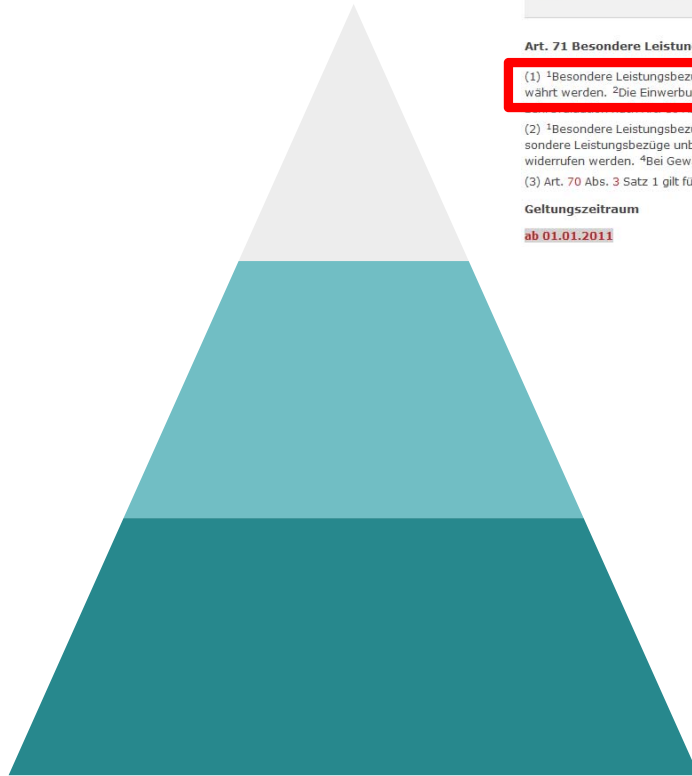 Art. 71 Besondere Leistun
(1) ¹Besondere Leistungsbez
währt werden. ²Die Einwerbu
(2) ¹Besondere Leistungsbez
sondere Leistungsbezüge unb
widerrufen werden. ⁴Bei Gew
(3) Art. 70 Abs. 3 Satz 1 gilt fü
Geltungszeitraum
ab 01.01.2011